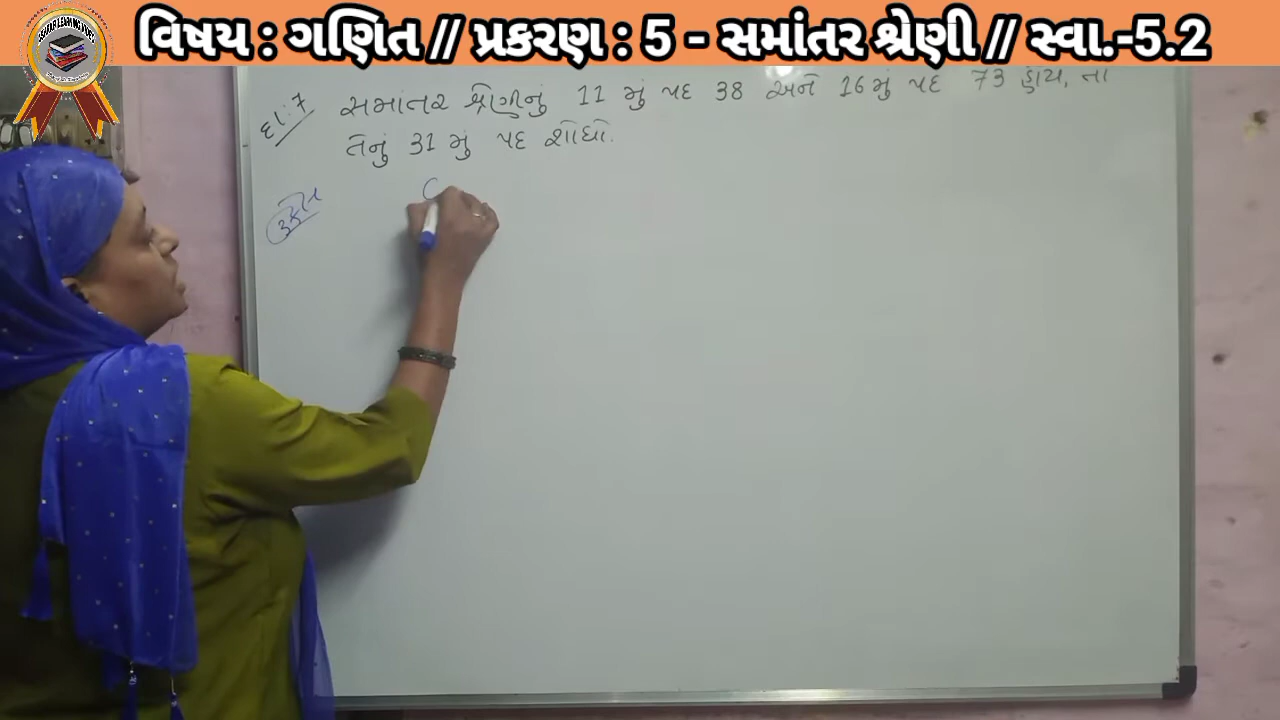 વિષય : ગણિત // પ્રકરણ : 5 - સમાંતર શ્રેણી // સ્વા.-5.2
દા:7 સમાંતર શ્રેણીનું 11 મું પદ 38 અને 16 મું પદ 73 હોય, તો
તેનું 31 મું પદ શોધો.
ઉકેલ